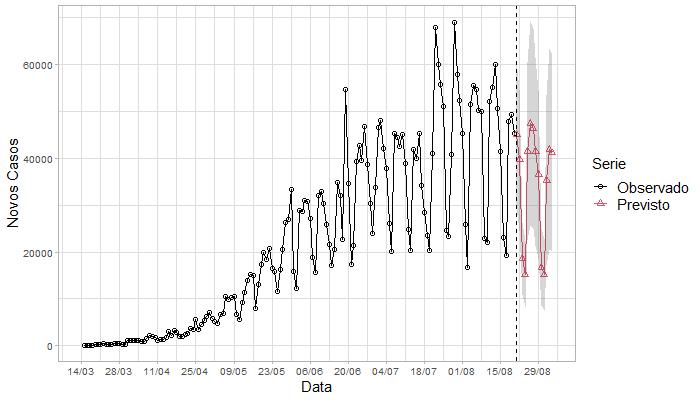 60000
40000
20000
0
Novos Casos
14/03 28/03 11/04 25/04 09/05 23/05 06/06 20/06 04/07 18/07 01/08 15/08 29/08
Data
Serie
Observado
Previsto